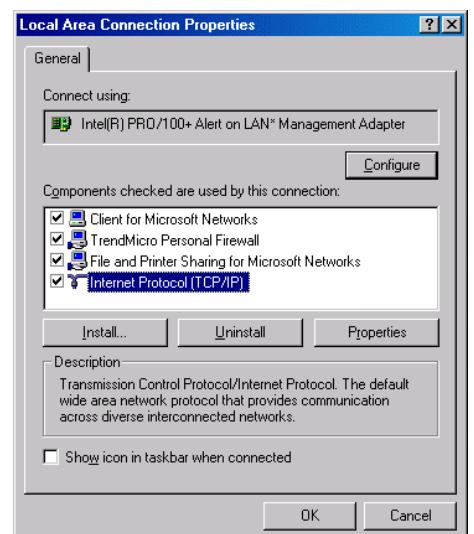 Local Area Connection Properties
General
Connect using:
Intel(R) PRO/100+ Alert on LAN* Management Adapter
Configure
Components checked are used by this connection:
Client for Microsoft Networks
TrendMicro Personal Firewall
File and Printer Sharing for Microsoft Networks
Internet Protocol (TCP/IP)
Install... Uninstall Properties
Description
Transmission Control Protocol/Internet Protocol. The default
wide area network protocol that provides communication
across diverse interconnected networks.
Show icon in taskbar when connected
OK Cancel